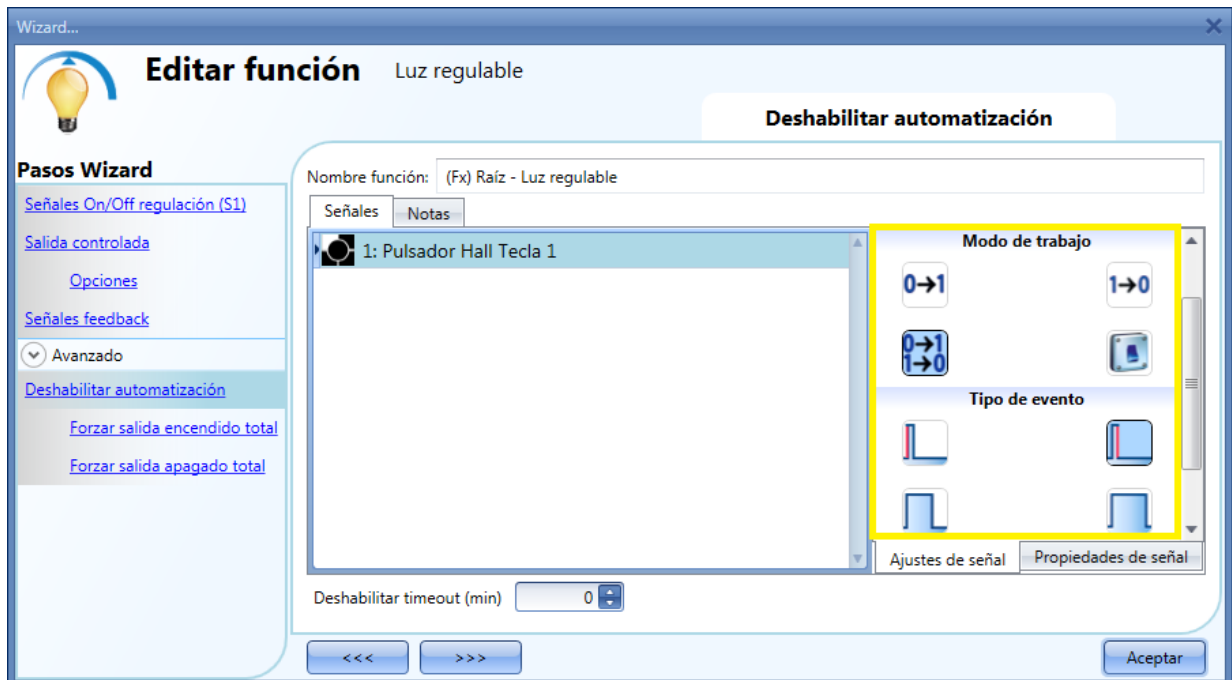 Wizard...
Editar función Luz regulable
Deshabilitar automatización
Pasos Wizard
Señales On/Off regulación (S1)
Salida controlada
Opciones
Señales feedback
Avanzado
Deshabilitar automatización
Forzar salida encendido total
Forzar salida apagado total
Nombre función: (Fx) Raíz - Luz regulable
Señales Notas
1: Pulsador Hall Tecla 1
Modo de trabajo
0→1 1→0
0→1
1→0
Tipo de evento
Ajustes de señal Propiedades de señal
Deshabilitar timeout (min) 0
<<< >>> Aceptar